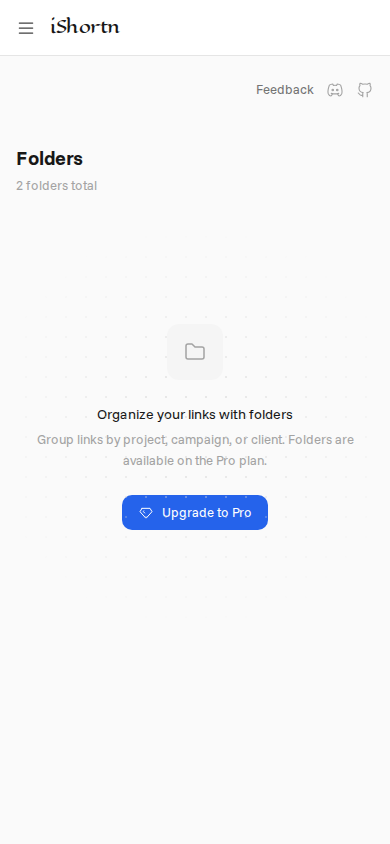 iShortn
Feedback
Folders
2 folders total
Organize your links with folders
Group links by project, campaign, or client. Folders are
available on the Pro plan.
Upgrade to Pro